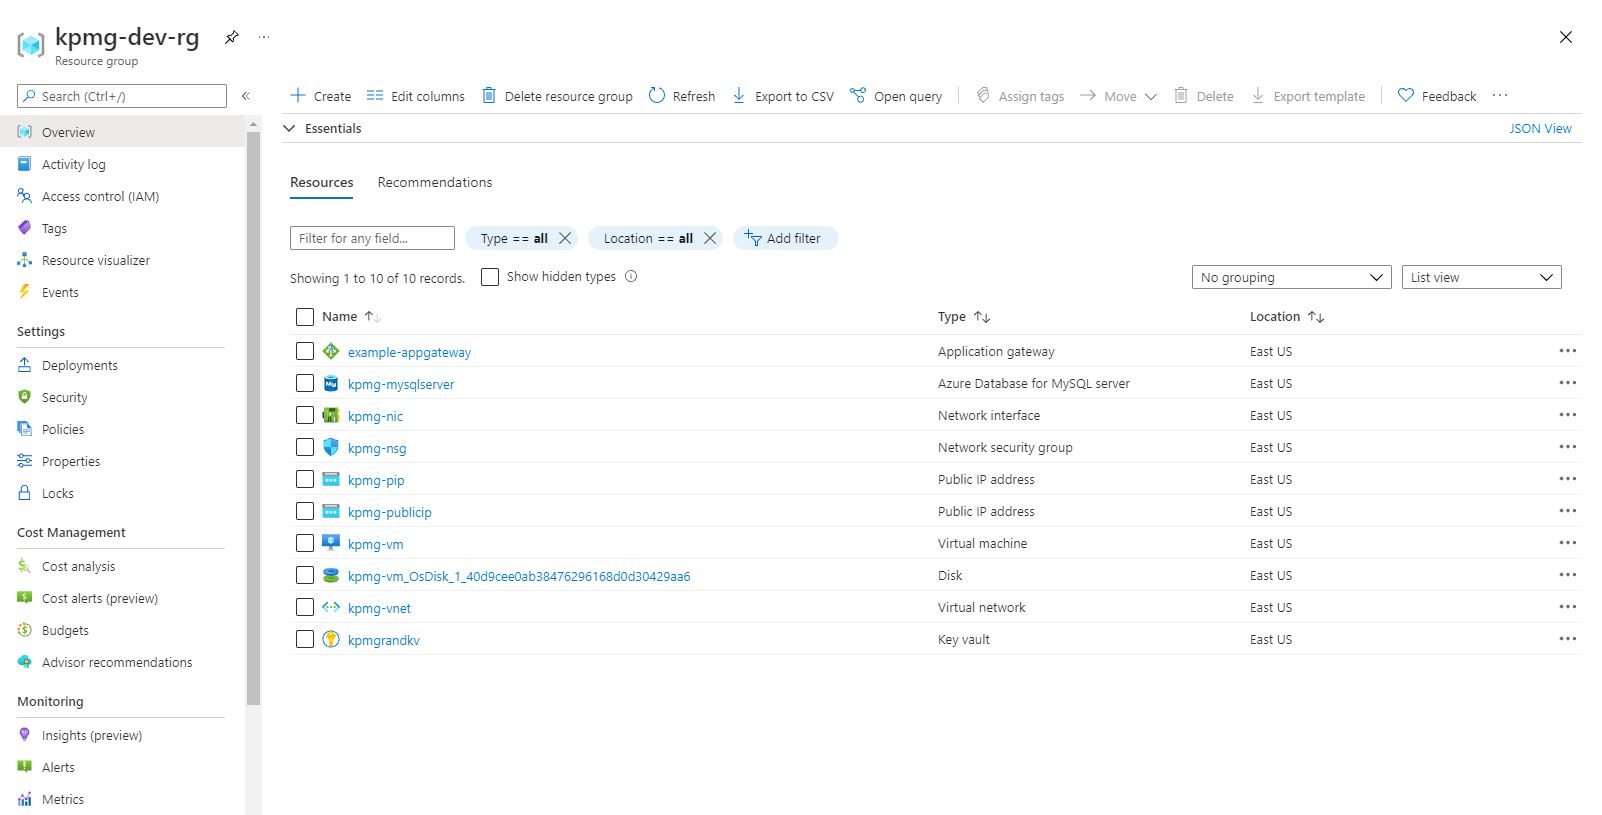 kpmg-dev-rg
Resource group
Search (Ctrl+/)
Overview
Activity log
Access control (IAM)
Tags
Resource visualizer
Events
Settings
Deployments
Security
Policies
Properties
Locks
Cost Management
Cost analysis
Cost alerts (preview)
Budgets
Advisor recommendations
Monitoring
Insights (preview)
Alerts
Metrics
Create Edit columns Delete resource group Refresh Export to CSV Open query Assign tags Move Delete Export template Feedback
Essentials JSON View
Resources Recommendations
Filter for any field... Type == all Location == all Add filter
Showing 1 to 10 of 10 records. Show hidden types No grouping List view
Name Type Location
example-appgateway Application gateway East US
kpmg-mysqlserver Azure Database for MySQL server East US
kpmg-nic Network interface East US
kpmg-nsg Network security group East US
kpmg-pip Public IP address East US
kpmg-publicip Public IP address East US
kpmg-vm Virtual machine East US
kpmg-vm_OsDisk_1_40d9cee0ab38476296168d0d30429aa6 Disk East US
kpmg-vnet Virtual network East US
kpmgrandkv Key vault East US